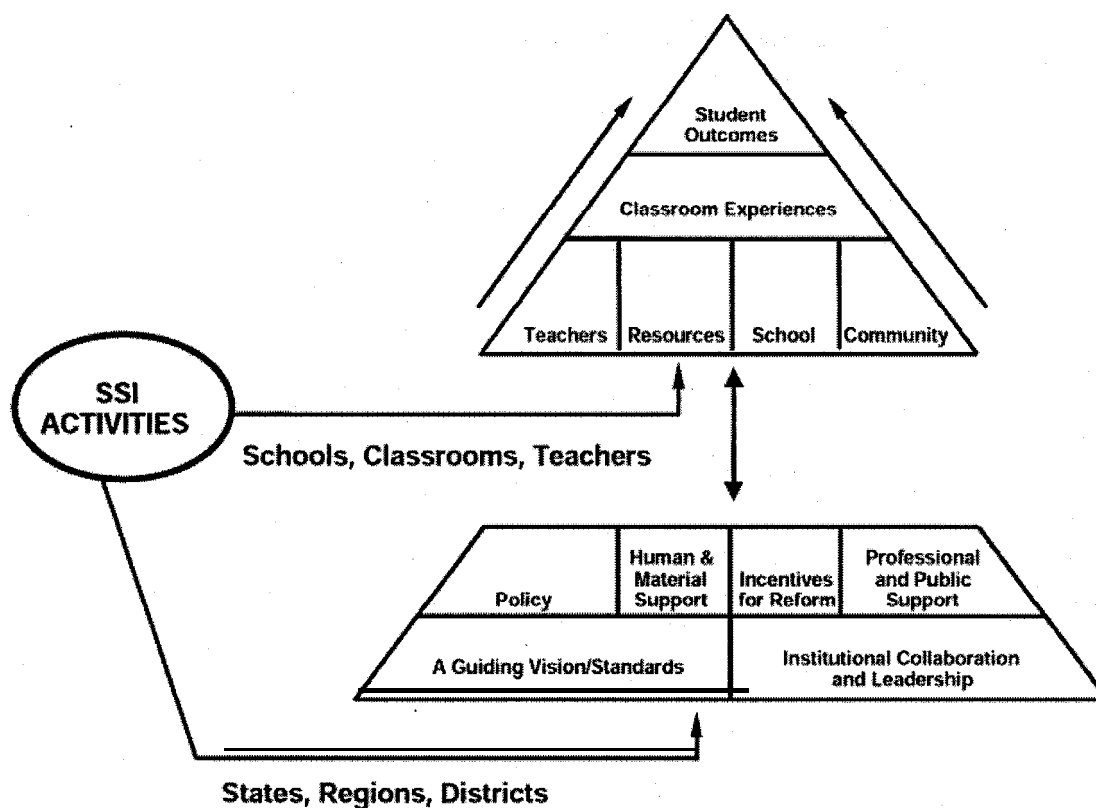 Student
Outcomes
Classroom Experiences
Teachers
Resources
School
Community
SSI
ACTIVITIES
Schools, Classrooms, Teachers
Policy
Human &
Material
Support
Incentives
for Reform
Professional
and Public
Support
A Guiding Vision/Standards
Institutional Collaboration
and Leadership
States, Regions, Districts